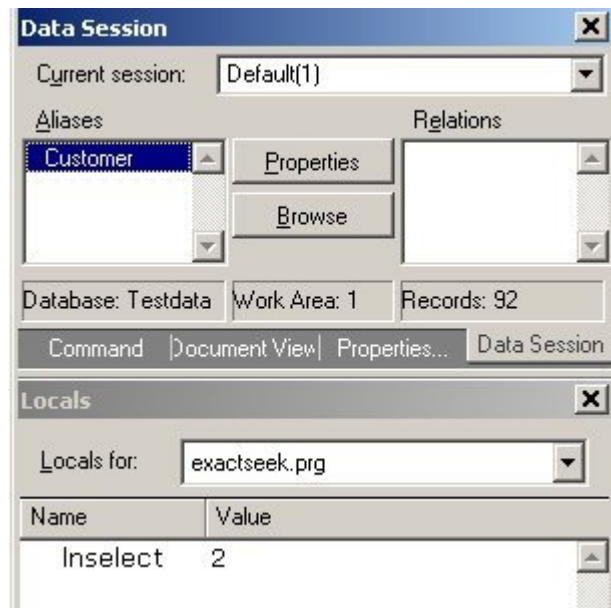 Data Session
Current session: Default(1)
Aliases Relations
Customer Properties
Browse
Database: Testdata Work Area: 1 Records: 92
Command Document View Properties... Data Session
Locals
Locals for: exactseek.prg
Name Value
lnselect 2